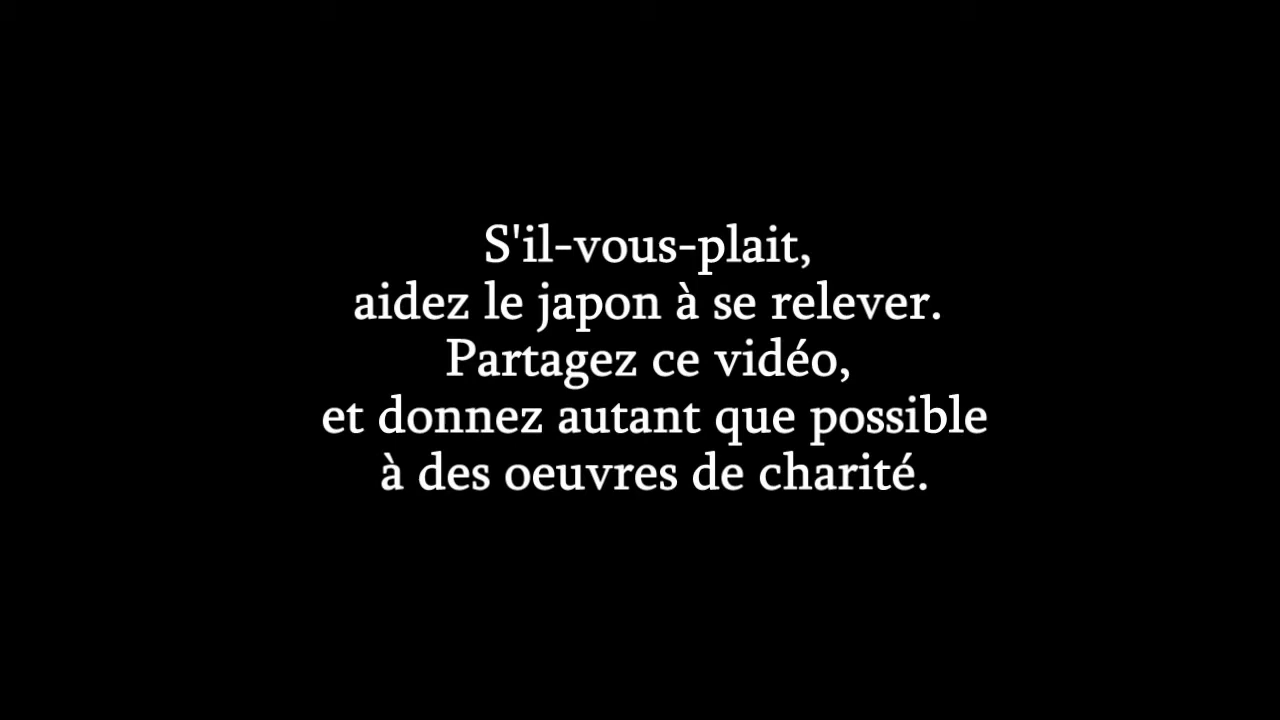 S'il-vous-plait,
aidez le japon à se relever.
Partagez ce vidéo,
et donnez autant que possible
à des oeuvres de charité.